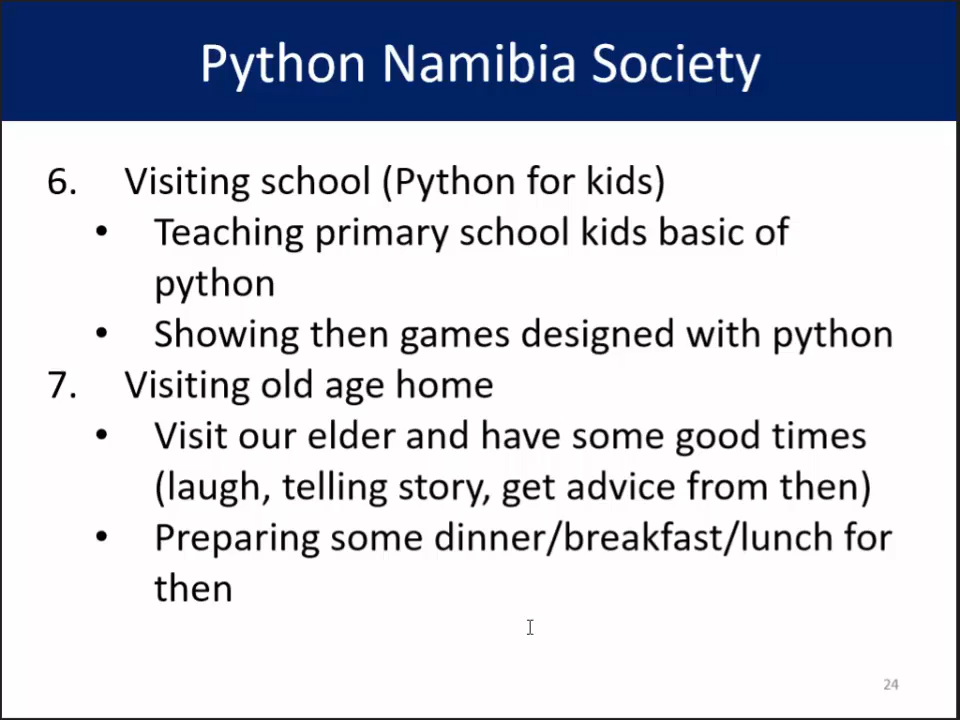 Python Namibia Society
6. Visiting school (Python for kids)
• Teaching primary school kids basic of
python
• Showing then games designed with python
7. Visiting old age home
• Visit our elder and have some good times
(laugh, telling story, get advice from then)
• Preparing some dinner/breakfast/lunch for
then
24